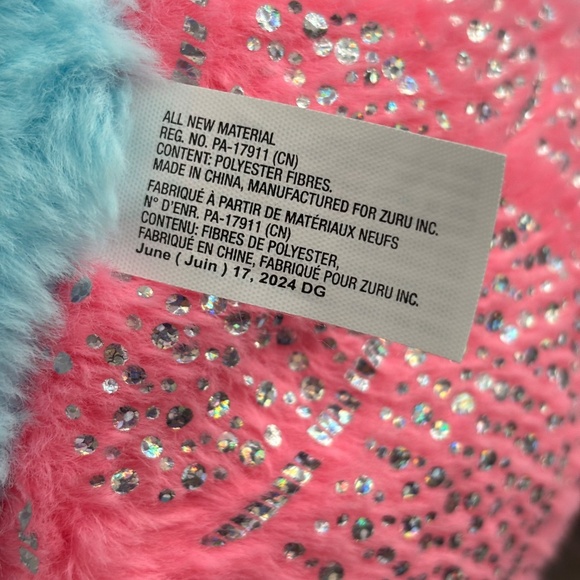 ALL NEW MATERIAL
REG. NO. PA-17911 (CN)
CONTENT: POLYESTER FIBRES.
MADE IN CHINA, MANUFACTURED FOR ZURU INC.
FABRIQUÉ À PARTIR DE MATÉRIAUX NEUFS
N° D'ENR. PA-17911 (CN)
CONTENU: FIBRES DE POLYESTER,
FABRIQUÉ EN CHINE, FABRIQUÉ POUR ZURU INC.
June ( Juin ) 17, 2024 DG